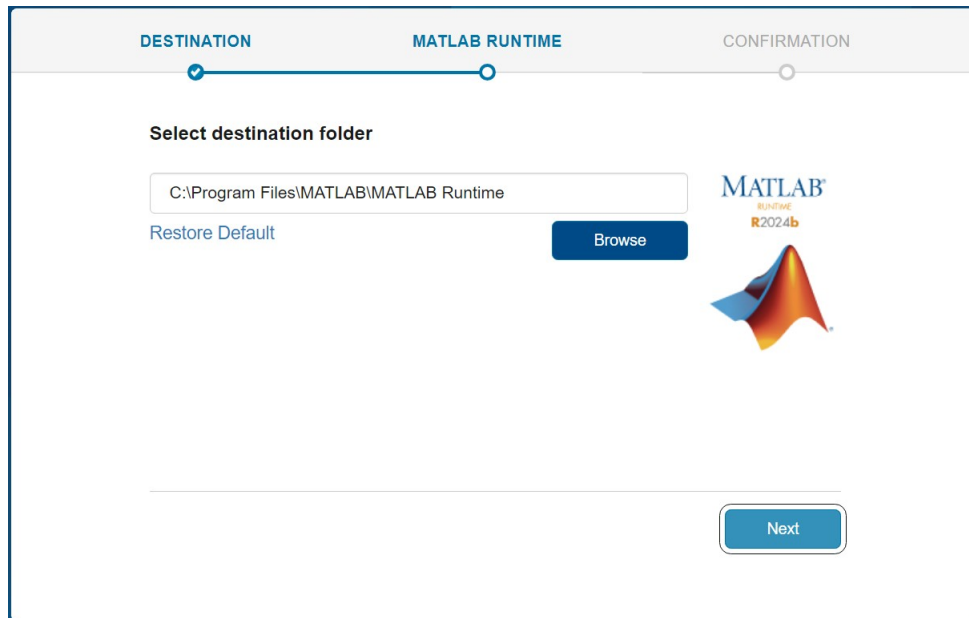 DESTINATION MATLAB RUNTIME CONFIRMATION
Select destination folder
C:\Program Files\MATLAB\MATLAB Runtime
Restore Default
Browse
MATLAB®
RUNTIME
R2024b
®
Next